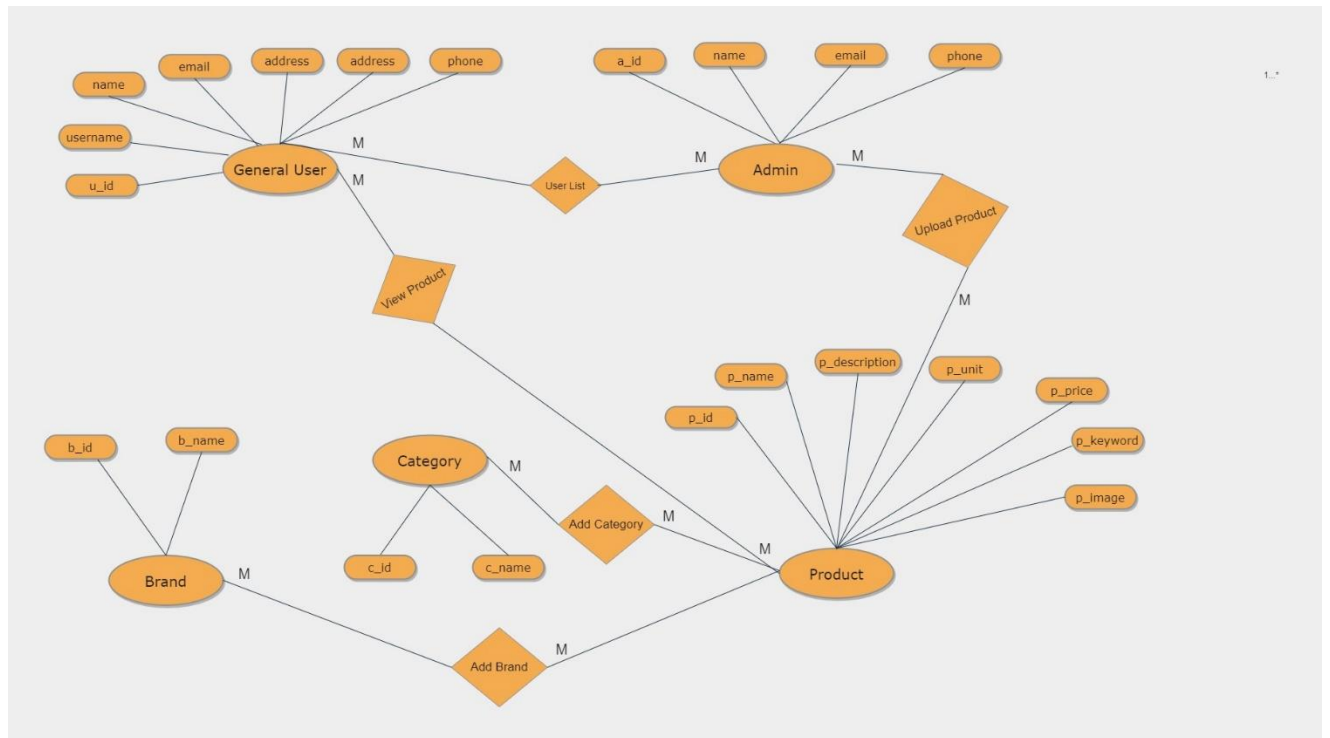 name
email
address
address
phone
username
u_id
General User
M
M
User List
a_id
name
email
phone
M
Admin
M
1...*
Upload Product
M
View Product
p_name
p_description
p_unit
p_price
p_id
p_keyword
p_image
b_id
b_name
Category
M
Add Category
M
c_id
c_name
M
Product
Brand
M
Add Brand
M